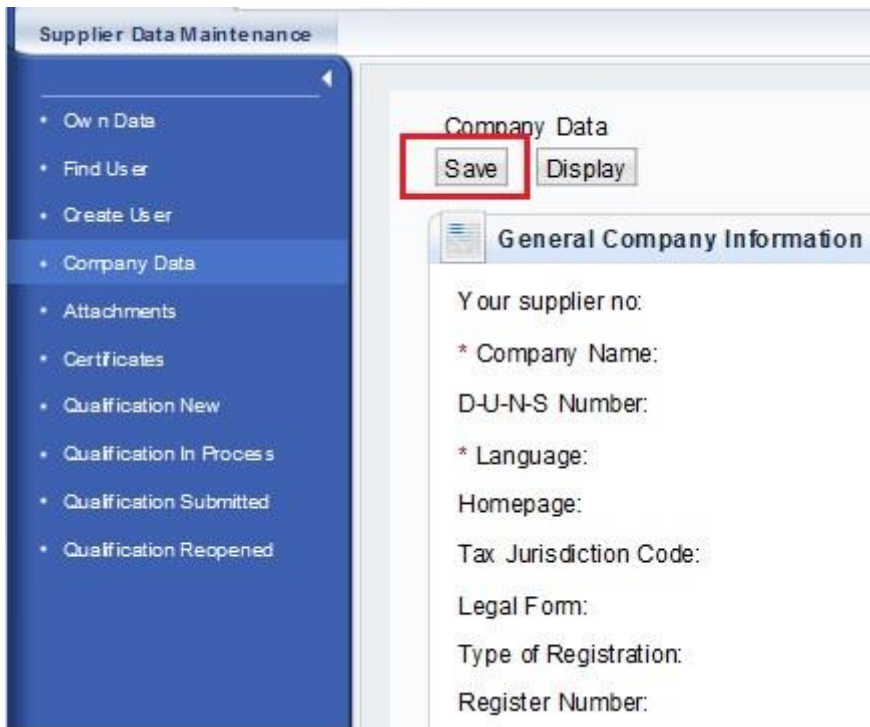 Supplier Data Maintenance
Own Data
Find User
Create User
Company Data
Attachments
Certificates
Qualification New
Qualification In Process
Qualification Submitted
Qualification Reopened
Company Data
Save Display
General Company Information
Your supplier no:
* Company Name:
D-U-N-S Number:
* Language:
Homepage:
Tax Jurisdiction Code:
Legal Form:
Type of Registration:
Register Number: